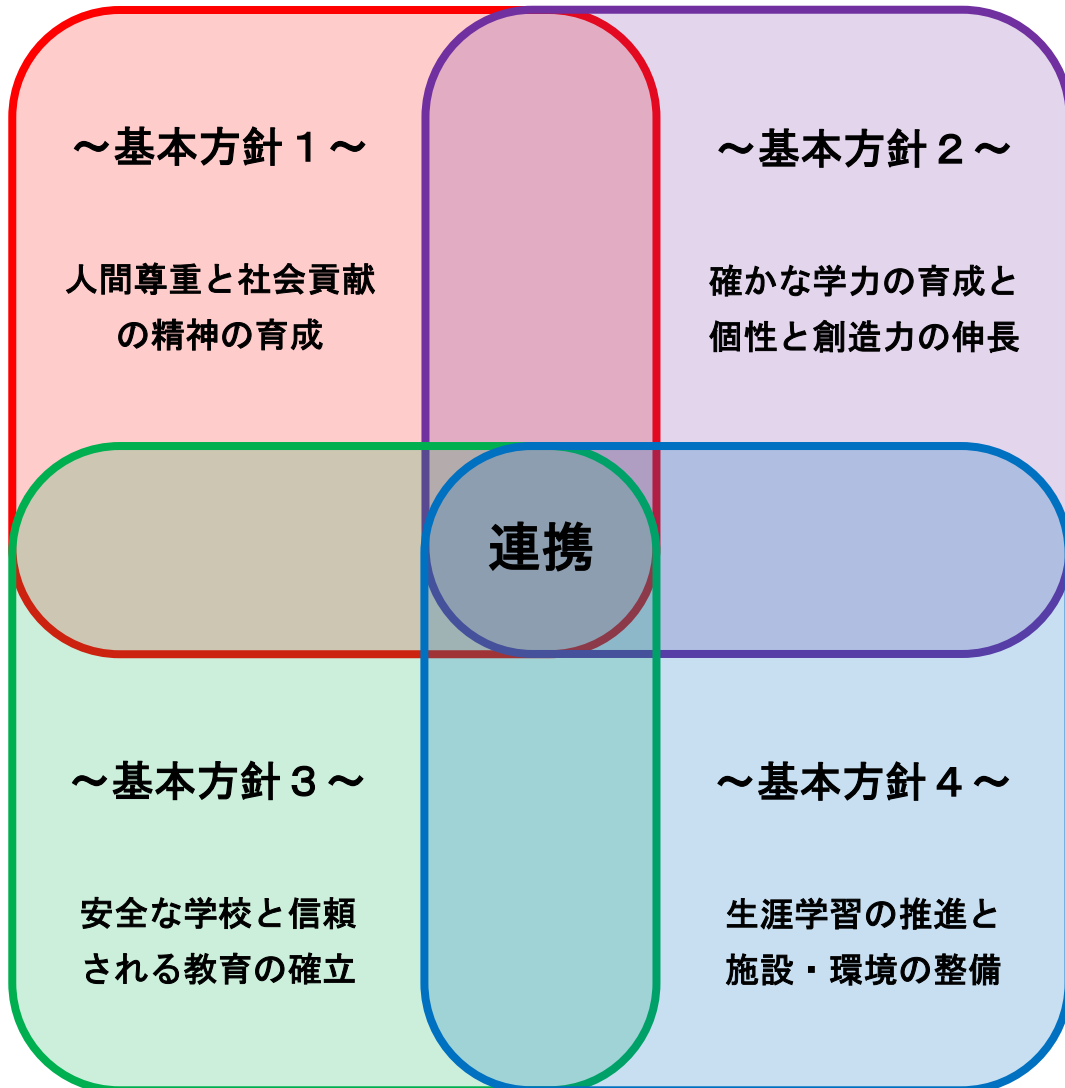 ～基本方針１～
人間尊重と社会貢献
の精神の育成
～基本方針２～
確かな学力の育成と
個性と創造力の伸長
連携
～基本方針３～
安全な学校と信頼
される教育の確立
～基本方針４～
生涯学習の推進と
施設・環境の整備